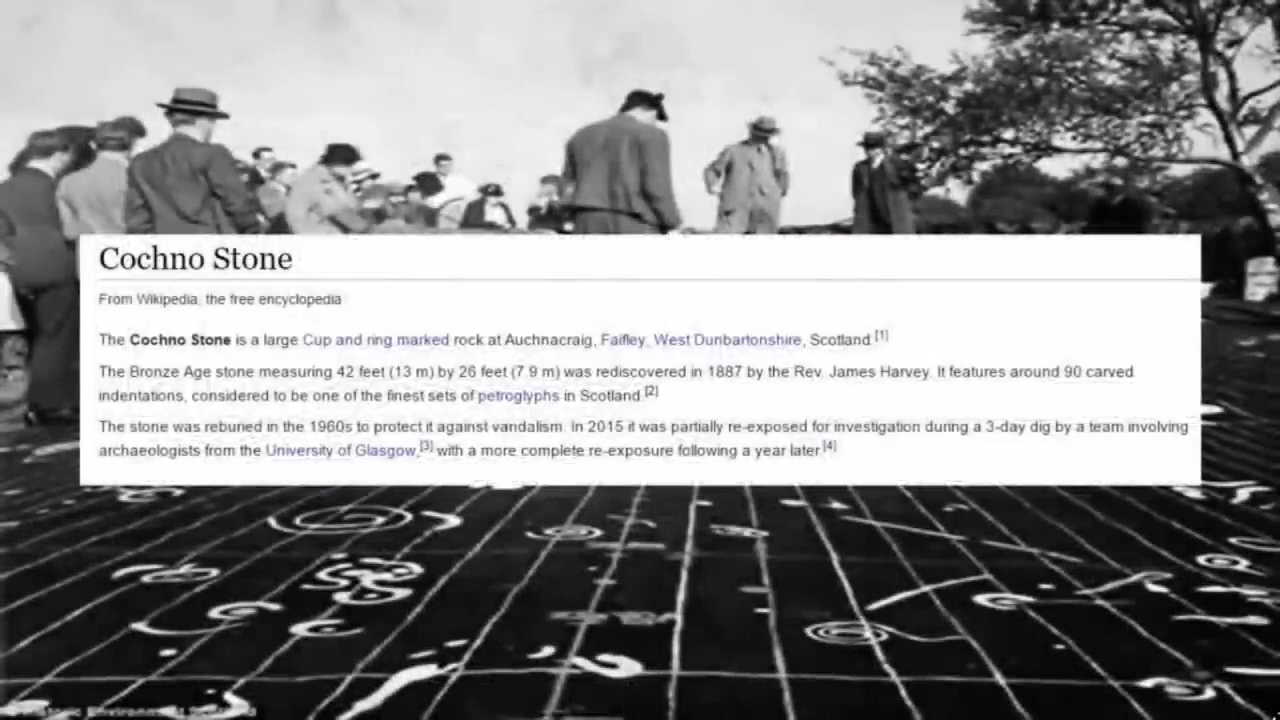 Cochno Stone
From Wikipedia, the free encyclopedia
The Cochno Stone is a large Cup and ring marked rock at Auchnacraig, Faifley, West Dunbartonshire, Scotland.[1]
The Bronze Age stone measuring 42 feet (13 m) by 26 feet (7.9 m) was rediscovered in 1887 by the Rev. James Harvey. It features around 90 carved
indentations, considered to be one of the finest sets of petroglyphs in Scotland.[2]
The stone was reburied in the 1960s to protect it against vandalism. In 2015 it was partially re-exposed for investigation during a 3-day dig by a team involving
archaeologists from the University of Glasgow,[3] with a more complete re-exposure following a year later.[4]